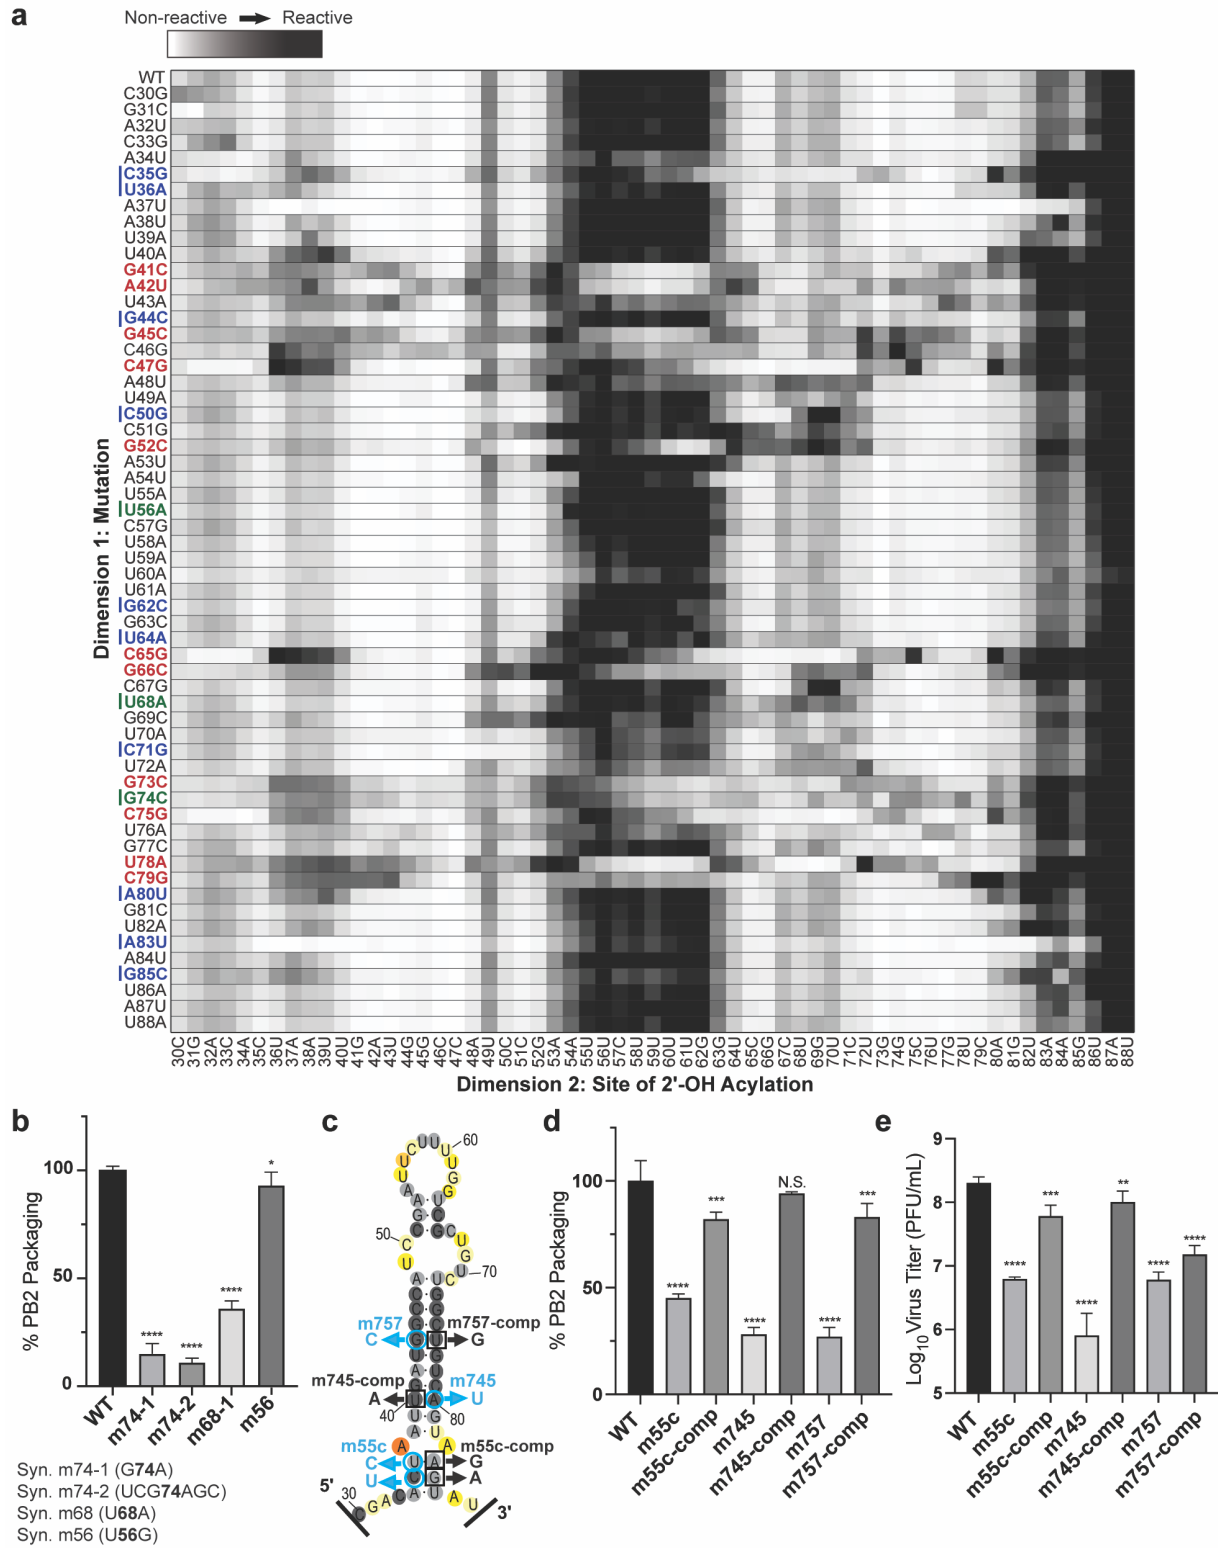 a
Non-reactive Reactive
Dimension 1: Mutation
WT
C30G
G31C
A32U
C33G
A34U
C35G
U36A
A37U
A38U
U39A
U40A
G41C
A42U
U43A
G44C
G45C
C46G
C47G
A48U
U49A
C50G
C51G
G52C
A53U
A54U
U55A
U56A
C57G
U58A
U59A
U60A
U61A
G62C
G63C
U64A
C65G
G66C
C67G
U68A
G69C
U70A
C71G
U72A
G73C
G74C
C75G
U76A
G77C
U78A
C79G
A80U
G81C
U82A
A83U
A84U
G85C
U86A
A87U
U88A
30C 31G 32A 33C 34A 35C 36U 37A 38A 39U 40U 41G 42A 43U 44G 45G 46C 47C 48A 49U 50C 51C 52G 53A 54A 55U 56U 57C 58U 59U 60U 61U 62G 63G 64U 65C 66G 67C 68U 69G 70U 71C 72U 73G 74G 75C 76U 77G 78U 79C 80A 81G 82U 83A 84A 85G 86U 87A 88U
Dimension 2: Site of 2'-OH Acylation
b
% PB2 Packaging
100
50
0
****
****
****
*
WT
m74-1
m74-2
m68-1
m56
Syn. m74-1 (G74A)
Syn. m74-2 (UCG74AGC)
Syn. m68 (U68A)
Syn. m56 (U56G)
c
C U U U 60
U U
U G
A G
A U
G C
C G C
50 C U
U G
U 70
A U C
C G
C G
m757 G C m757-comp
C G U G
U G
A U
m745-comp G C m745
A U A U
40 U G 80
A U
m55c A A m55c-comp
C U A G
U C G A
5' 30 C G A C A U A U 3'
d
% PB2 Packaging
100
50
0
****
***
****
N.S.
****
***
WT
m55c
m55c-comp
m745
m745-comp
m757
m757-comp
e
Log10 Virus Titer (PFU/mL)
9
8
7
6
5
****
***
****
**
****
****
WT
m55c
m55c-comp
m745
m745-comp
m757
m757-comp